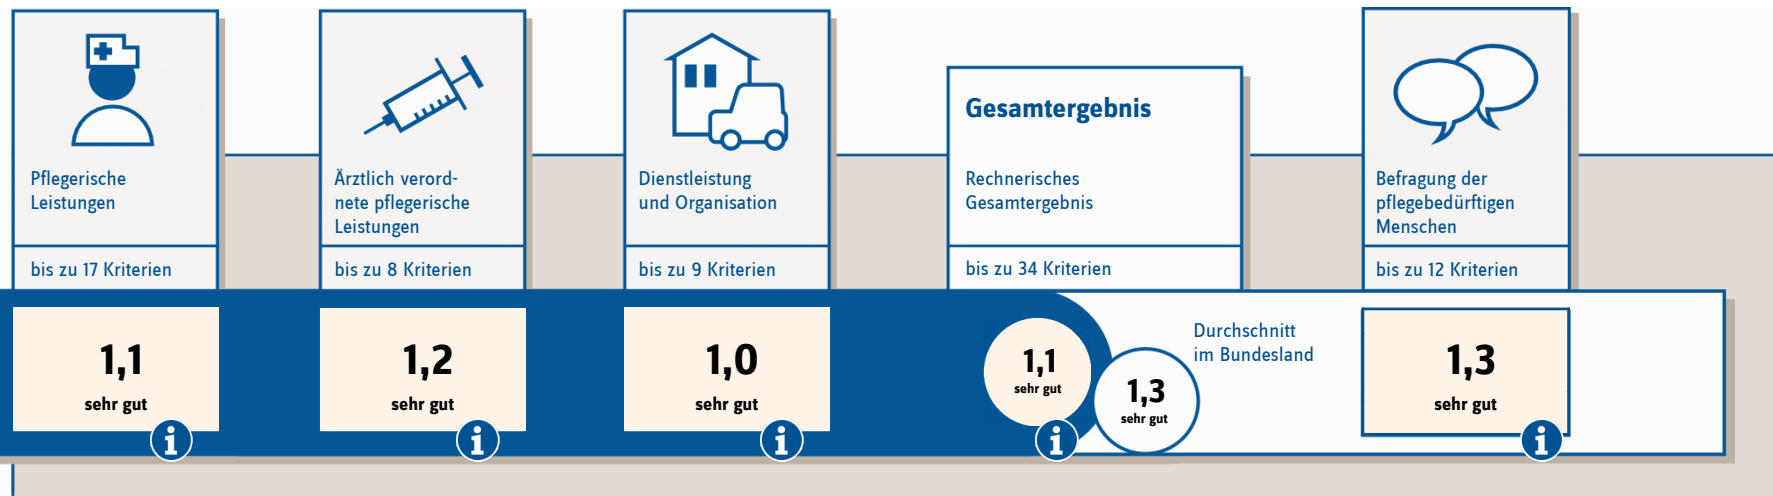 Pflegerische
Leistungen
bis zu 17 Kriterien
1,1
sehr gut
i
Ärztlich verord-
nete pflegerische
Leistungen
bis zu 8 Kriterien
1,2
sehr gut
i
Dienstleistung
und Organisation
bis zu 9 Kriterien
1,0
sehr gut
i
Gesamtergebnis
Rechnerisches
Gesamtergebnis
bis zu 34 Kriterien
1,1
sehr gut
i
1,3
sehr gut
Durchschnitt
im Bundesland
Befragung der
pflegebedürftigen
Menschen
bis zu 12 Kriterien
1,3
sehr gut
i